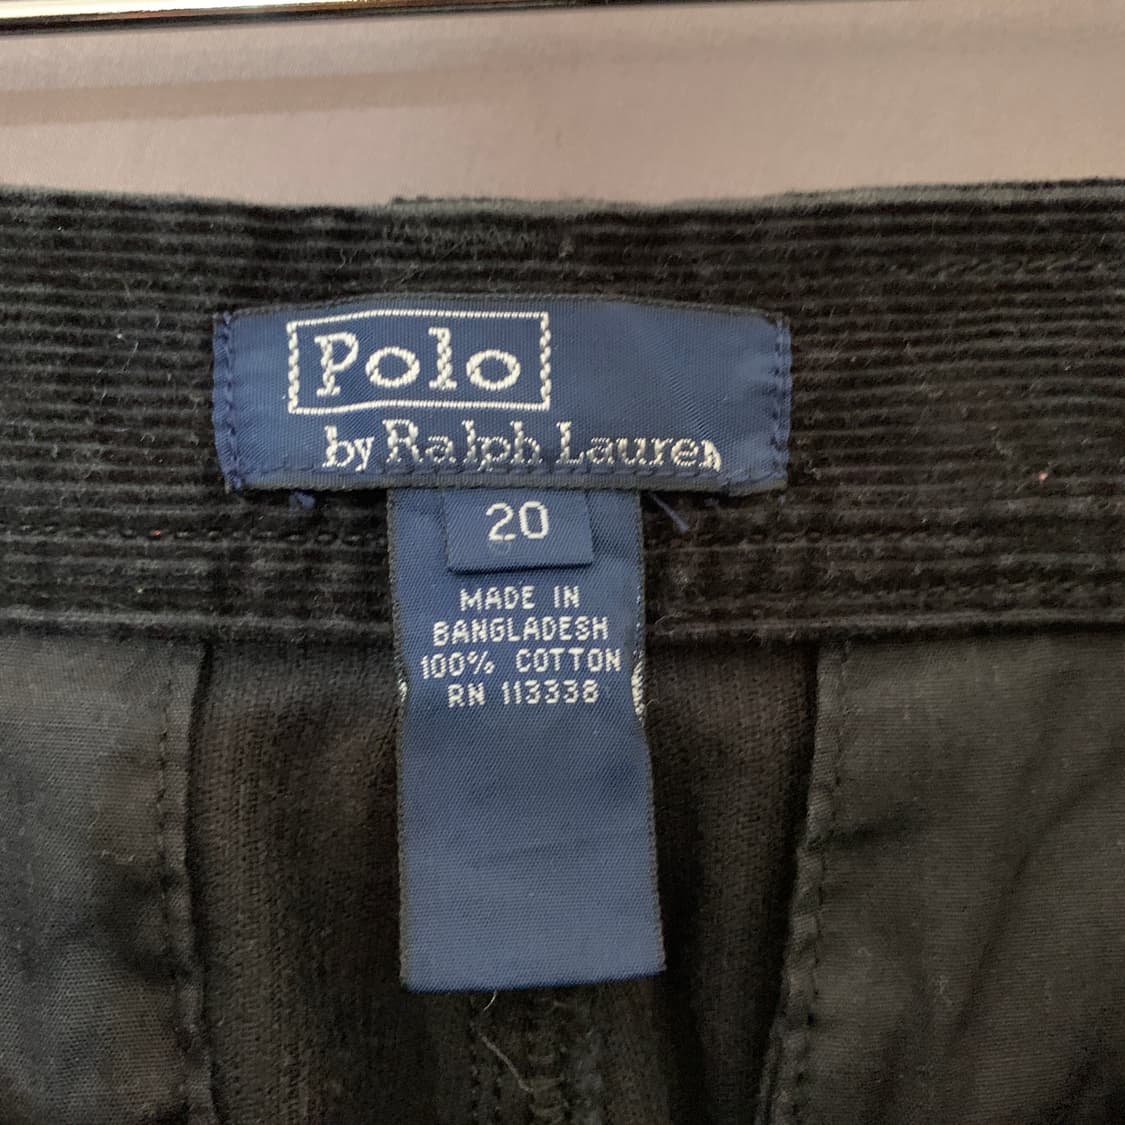 Polo
by Ralph Lauren
20
MADE IN
BANGLADESH
100% COTTON
RN 113338